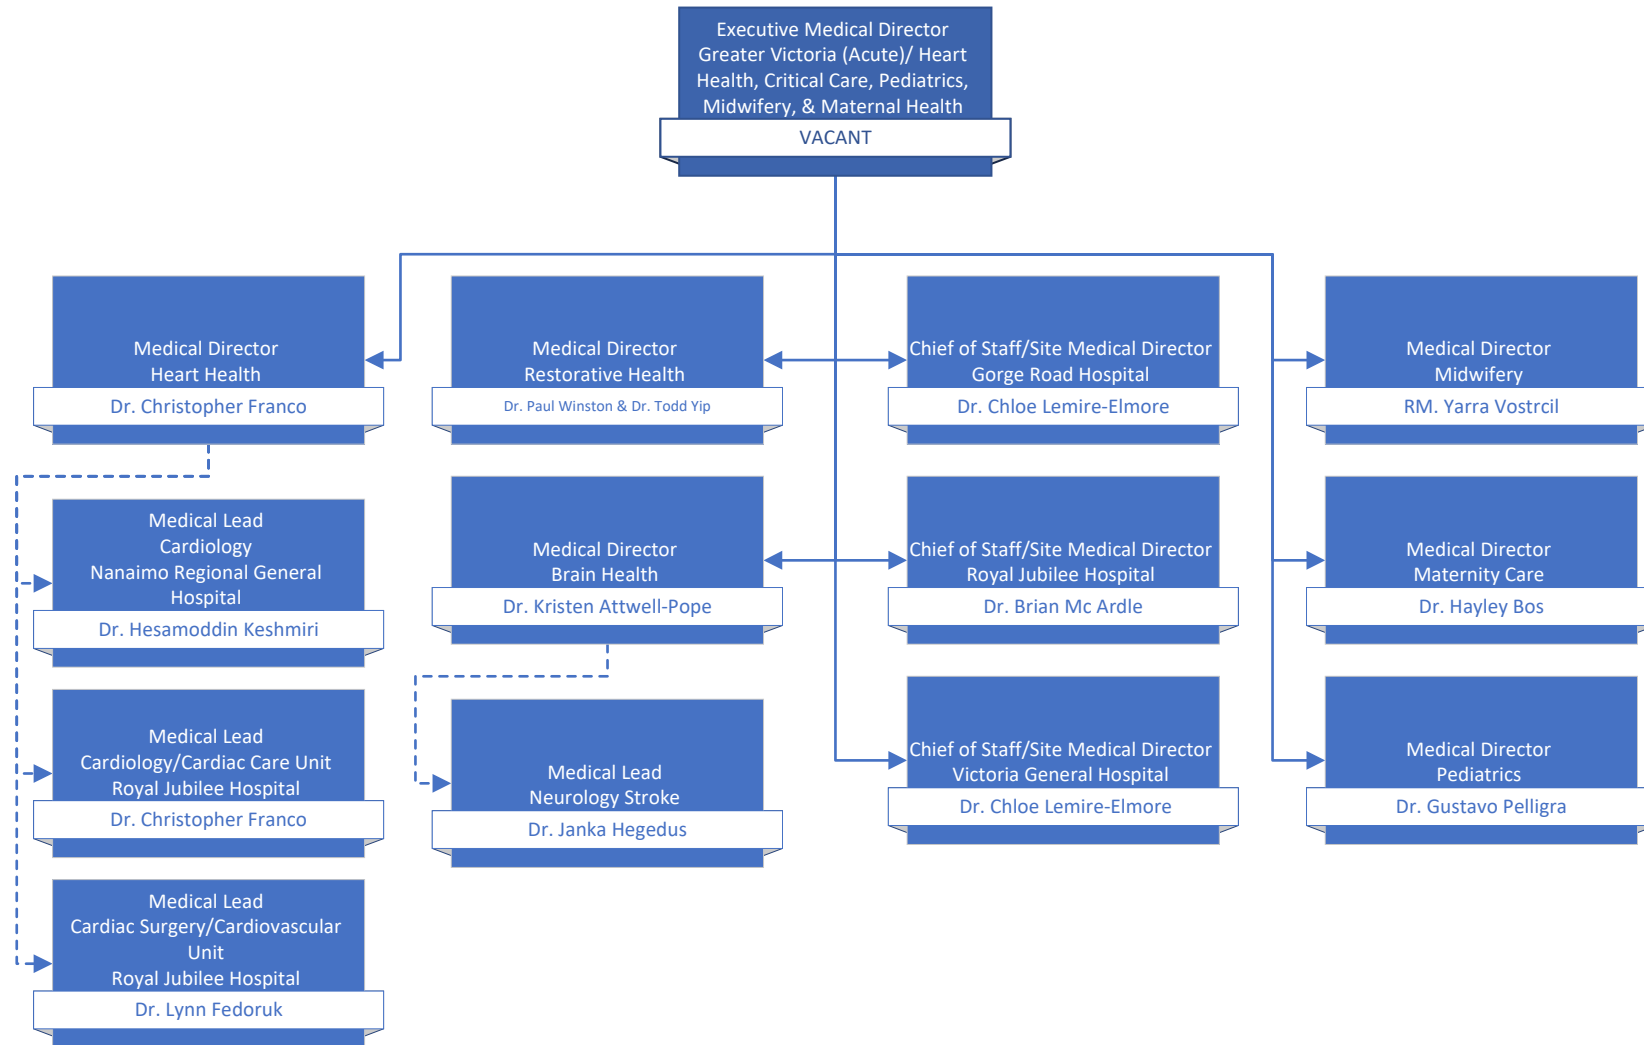 Executive Medical Director
Greater Victoria (Acute)/ Heart
Health, Critical Care, Pediatrics,
Midwifery, & Maternal Health
VACANT
Medical Director
Heart Health
Dr. Christopher Franco
Medical Director
Restorative Health
Dr. Paul Winston & Dr. Todd Yip
Chief of Staff/Site Medical Director
Gorge Road Hospital
Dr. Chloe Lemire-Elmore
Medical Director
Midwifery
RM. Yarra Vostrcil
Medical Lead
Cardiology
Nanaimo Regional General
Hospital
Dr. Hesamoddin Keshmiri
Medical Director
Brain Health
Dr. Kristen Attwell-Pope
Chief of Staff/Site Medical Director
Royal Jubilee Hospital
Dr. Brian Mc Ardle
Medical Director
Maternity Care
Dr. Hayley Bos
Medical Lead
Cardiology/Cardiac Care Unit
Royal Jubilee Hospital
Dr. Christopher Franco
Medical Lead
Neurology Stroke
Dr. Janka Hegedus
Chief of Staff/Site Medical Director
Victoria General Hospital
Dr. Chloe Lemire-Elmore
Medical Director
Pediatrics
Dr. Gustavo Pelligra
Medical Lead
Cardiac Surgery/Cardiovascular
Unit
Royal Jubilee Hospital
Dr. Lynn Fedoruk